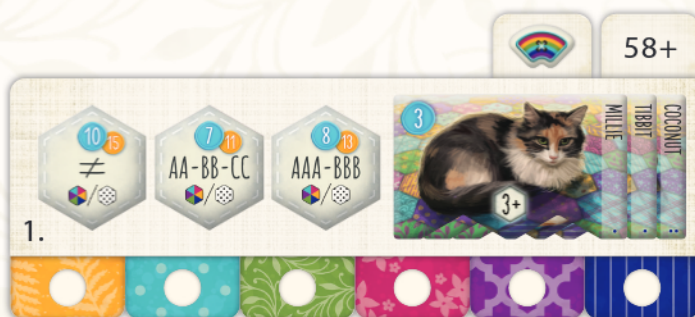 58+
10 15
≠
/
7 11
AA-BB-CC
/
8 13
AAA-BBB
/
3
3+
MILLIE
TIBBIT
COCONUT
1.